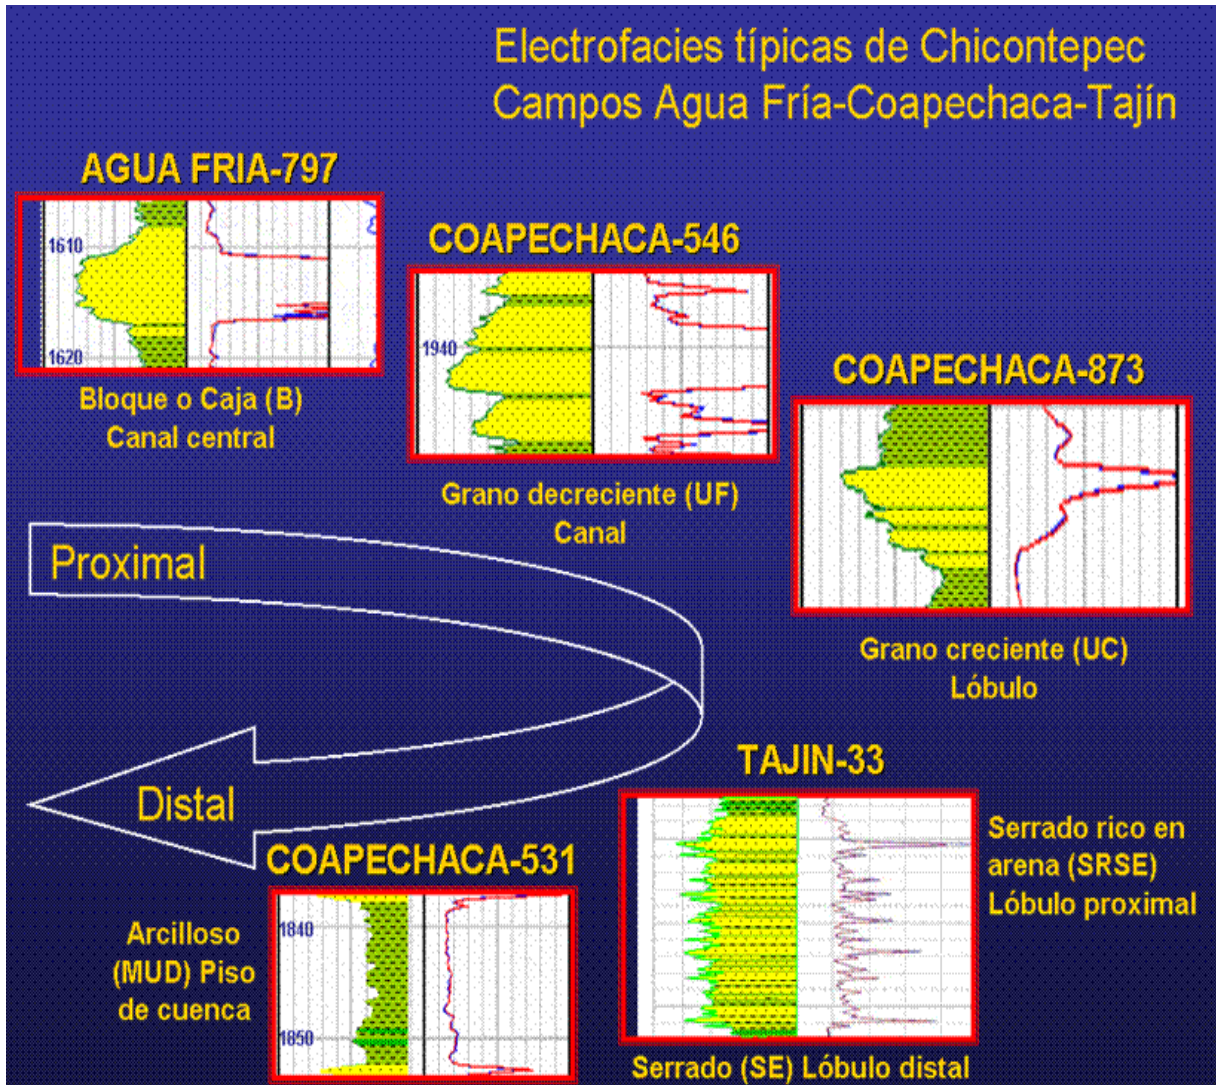 Electrofacies típicas de Chicontepec
Campos Agua Fría-Coapechaca-Tajín
AGUA FRIA-797
1610
1620
Bloque o Caja (B)
Canal central
COAPECHACA-546
1940
Grano decreciente (UF)
Canal
COAPECHACA-873
Grano creciente (UC)
Lóbulo
Proximal
Distal
TAJIN-33
Serrado rico en
arena (SRSE)
Lóbulo proximal
Serrado (SE) Lóbulo distal
COAPECHACA-531
1840
1850
Arcilloso
(MUD) Piso
de cuenca